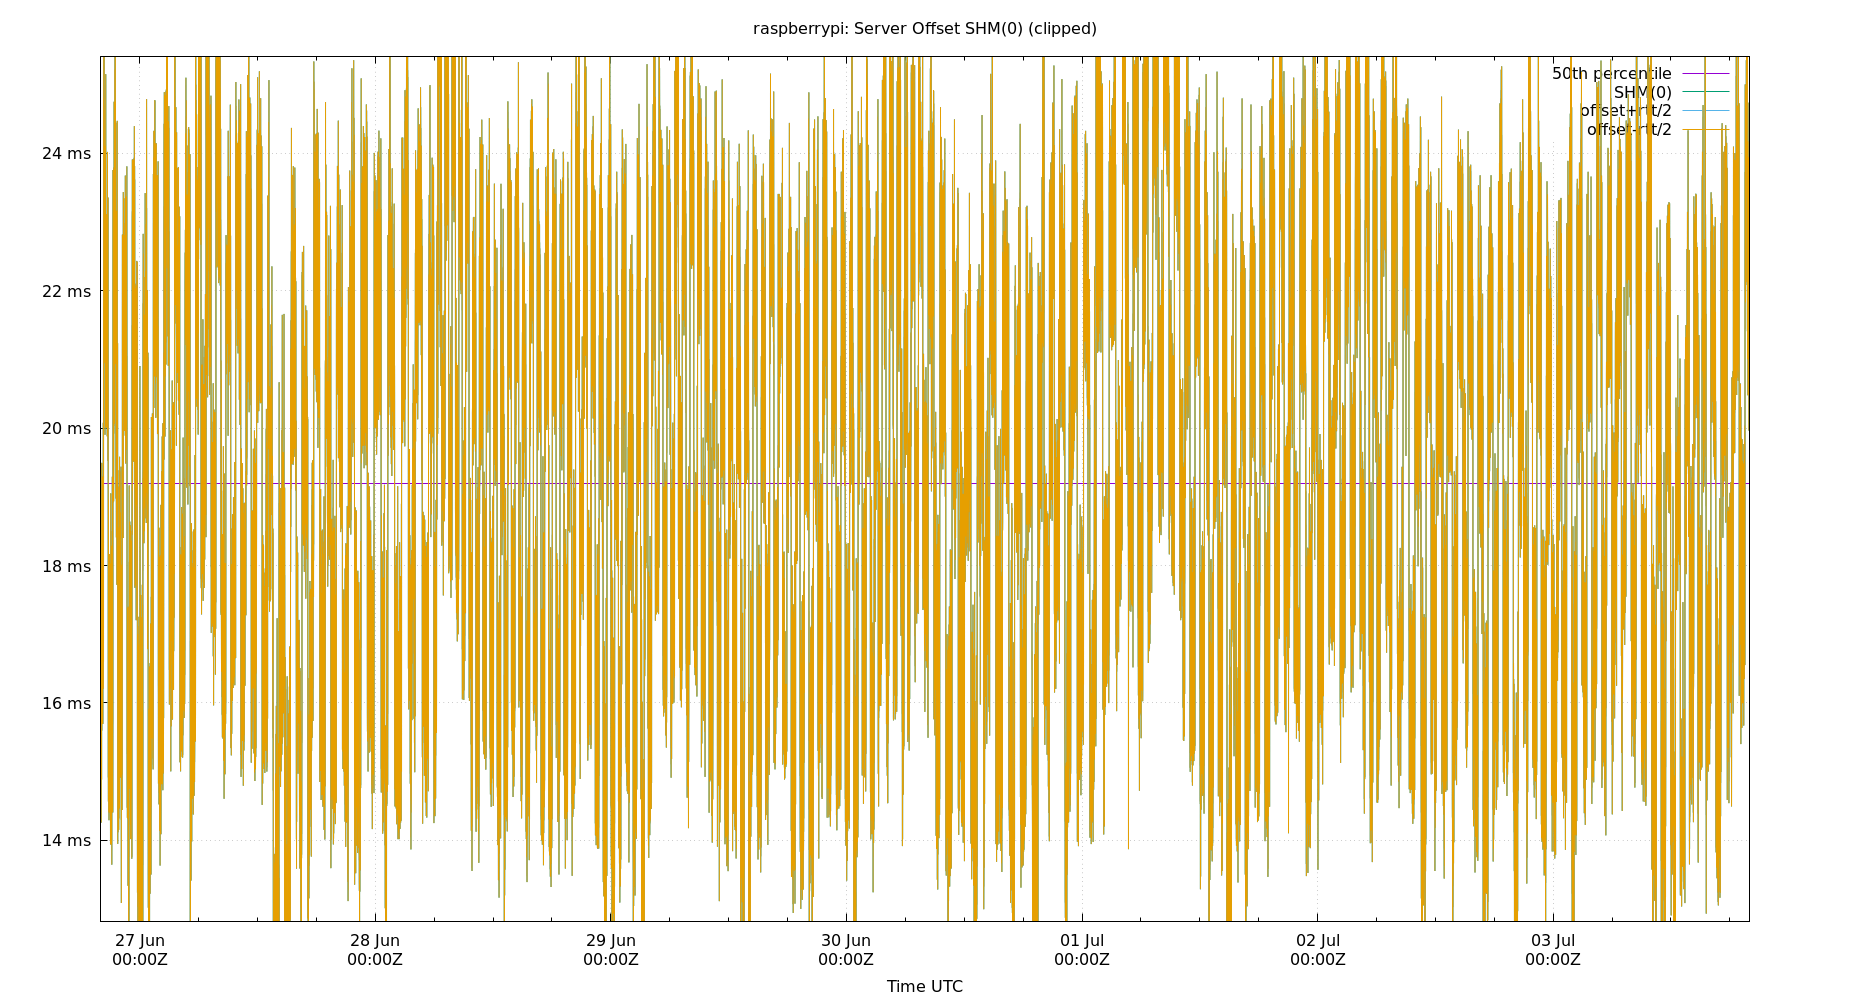 raspberrypi: Server Offset SHM(0) (clipped)
50th percentile
SHM(0)
offset+rtt/2
offset-rtt/2
24 ms
22 ms
20 ms
18 ms
16 ms
14 ms
27 Jun 28 Jun 29 Jun 30 Jun 01 Jul 02 Jul 03 Jul
00:00Z 00:00Z 00:00Z 00:00Z 00:00Z 00:00Z 00:00Z
Time UTC